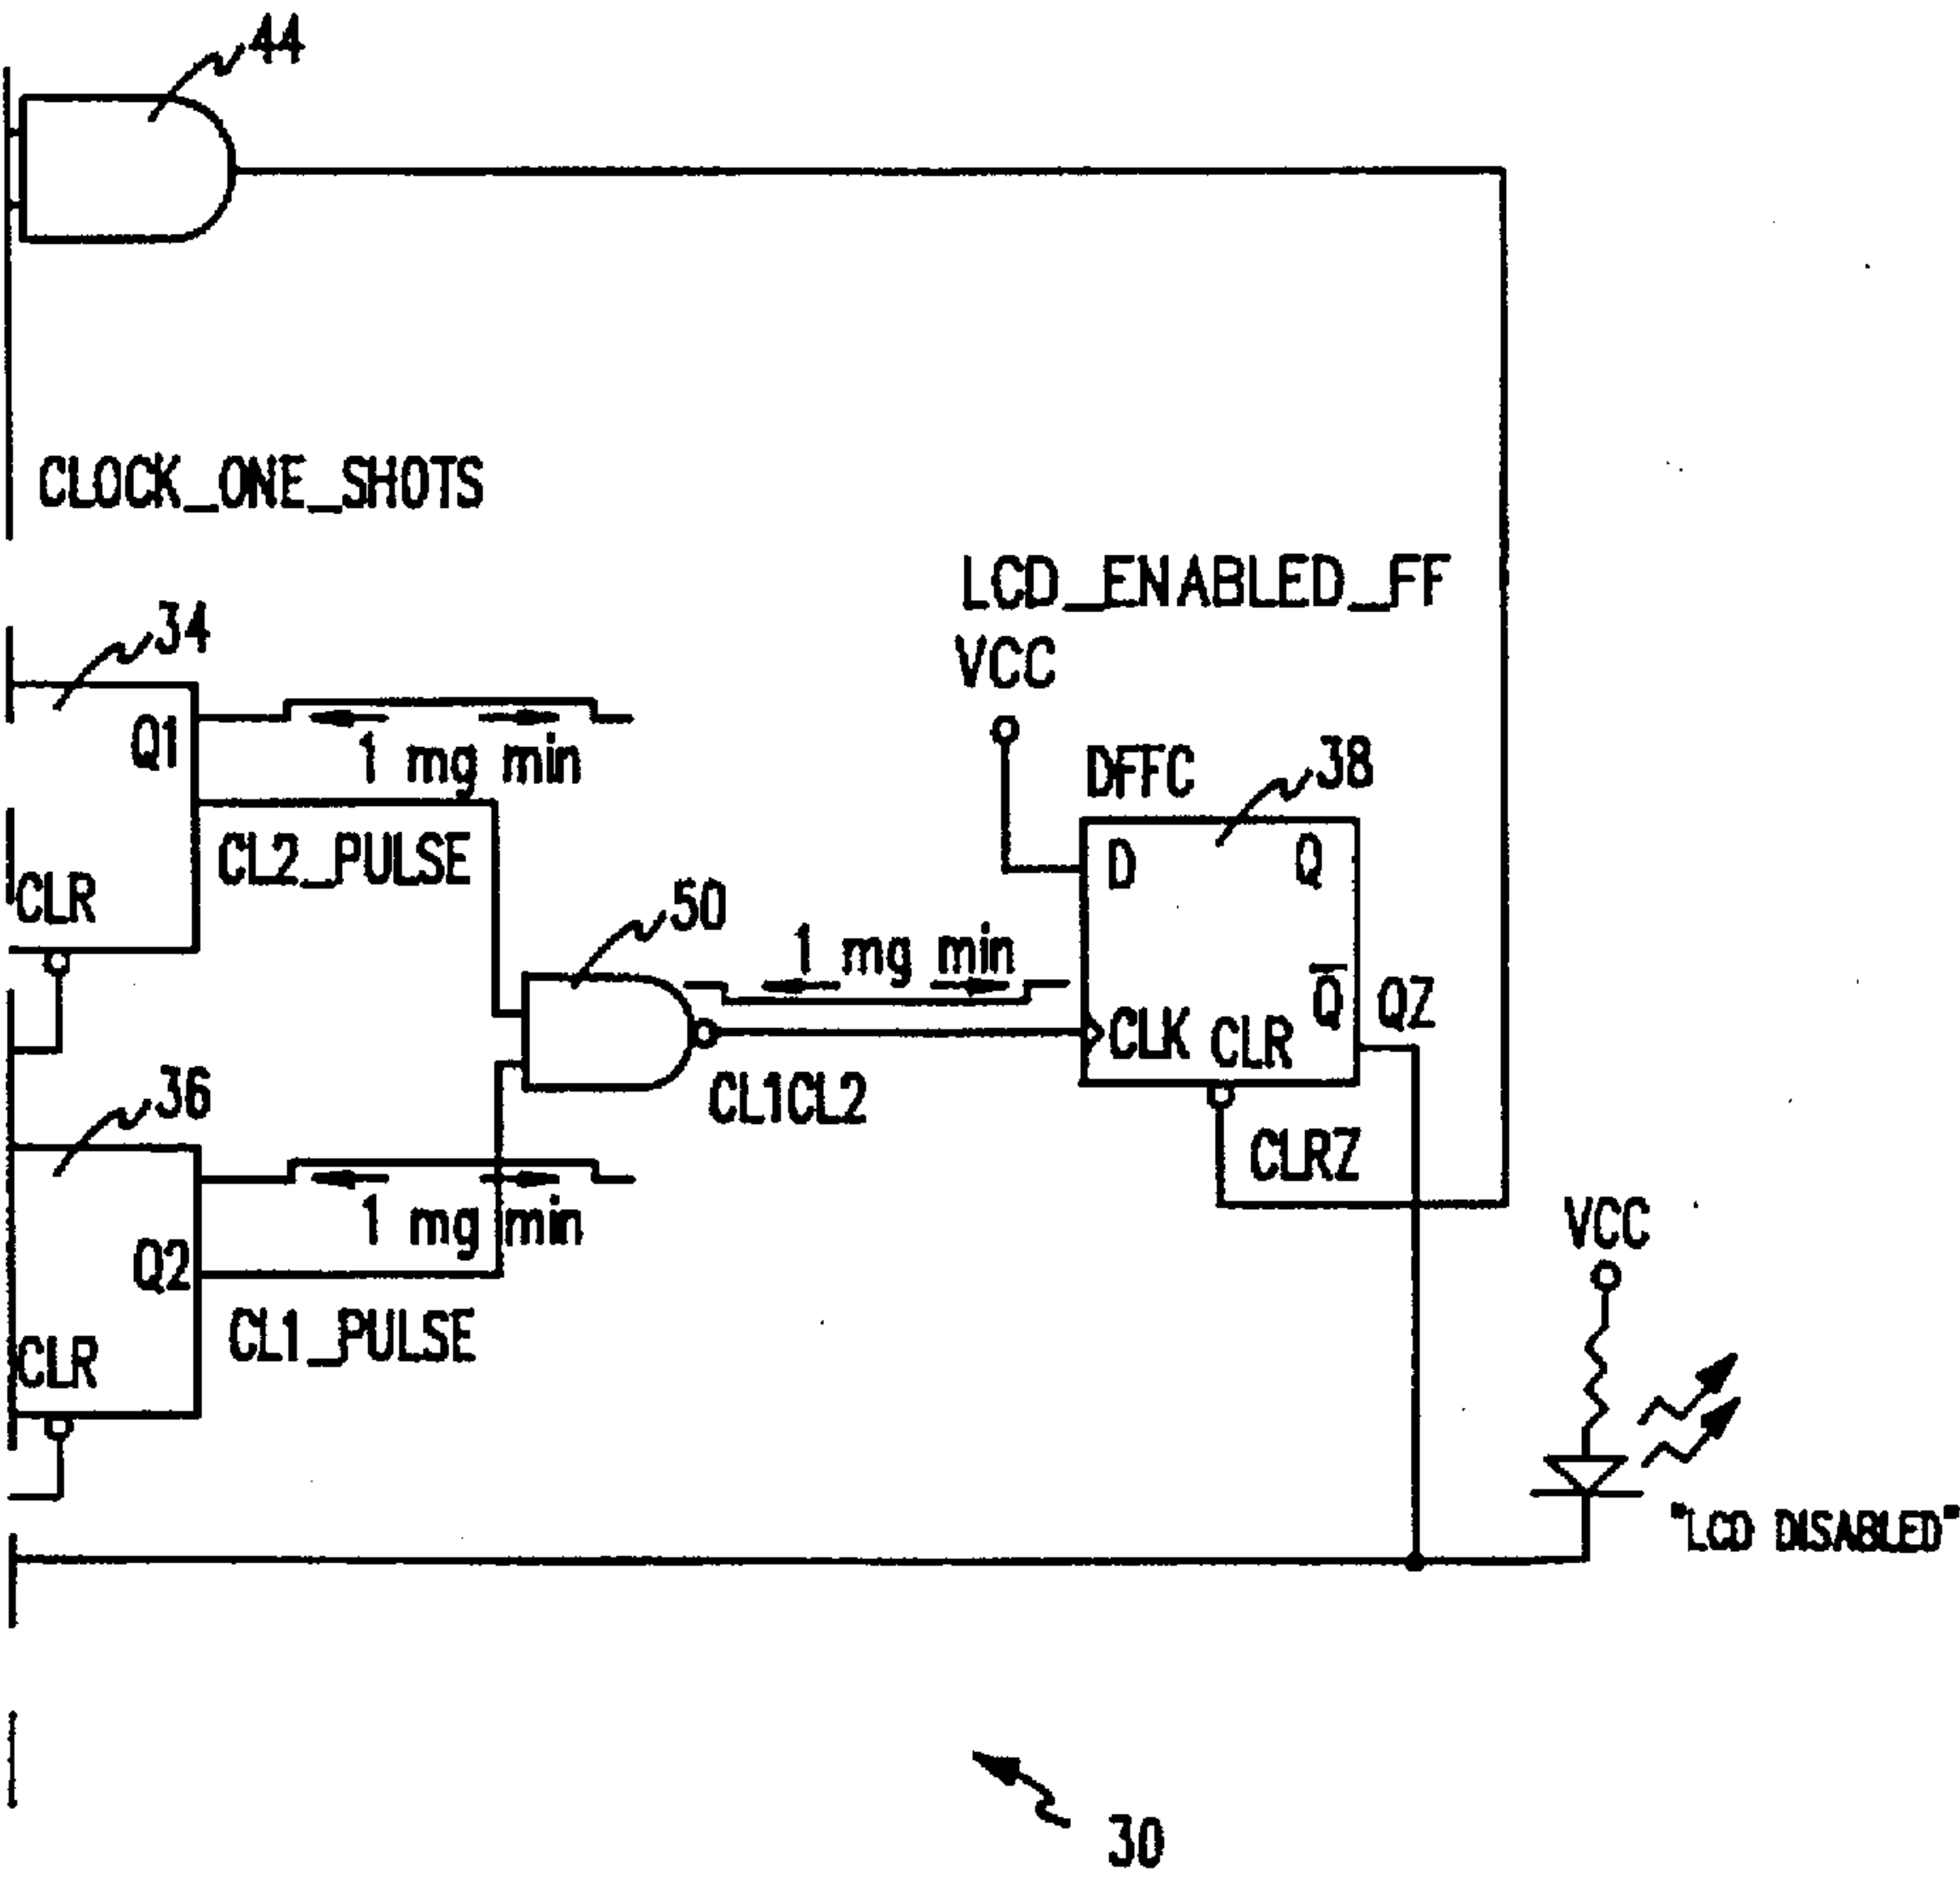 44
CLOCK_ONE_SHOTS
LCD_ENABLED_FF
VCC
34
Q1
1 mg min
DFFC
38
D
Q
CL2_PULSE
CLR
50
1 mg min
Q
QZ
CLK
CLR
CL1CL2
36
CLRZ
VCC
1 mg min
Q2
CL1_PULSE
CLR
"LCD DISABLED"
30